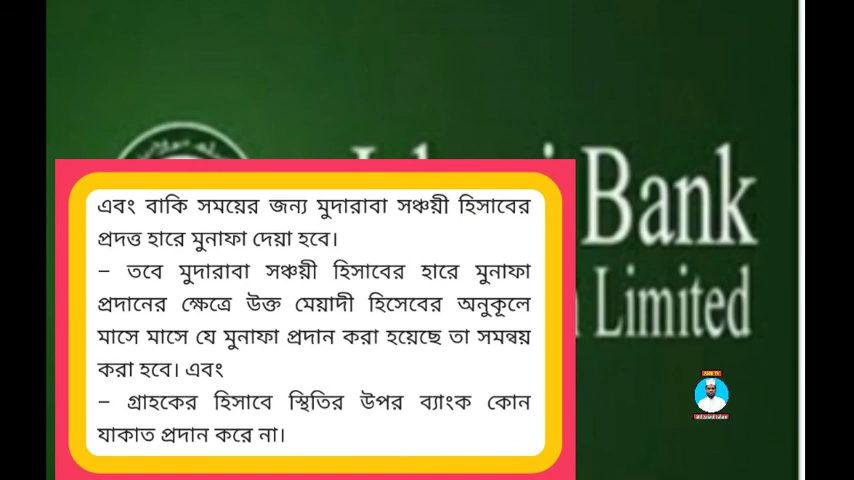 Bank
Limited
এবং বাকি সময়ের জন্য মুদারাবা সঞ্চয়ী হিসাবের
প্রদত্ত হারে মুনাফা দেয়া হবে।
– তবে মুদারাবা সঞ্চয়ী হিসাবের হারে মুনাফা
প্রদানের ক্ষেত্রে উক্ত মেয়াদী হিসেবের অনুকূলে
মাসে মাসে যে মুনাফা প্রদান করা হয়েছে তা সমন্বয়
করা হবে। এবং
– গ্রাহকের হিসাবে স্থিতির উপর ব্যাংক কোন
যাকাত প্রদান করে না।